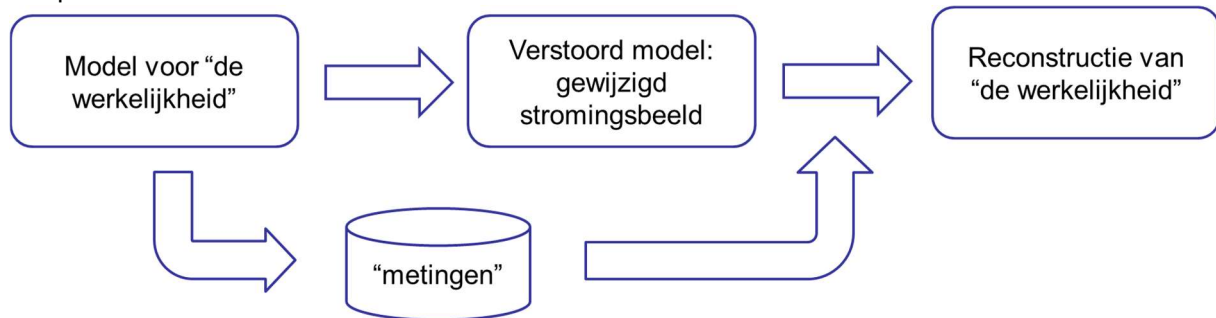 Model voor “de
werkelijkheid”
Verstoord model:
gewijzigd
stromingsbeeld
Reconstructie van
“de werkelijkheid”
“metingen”